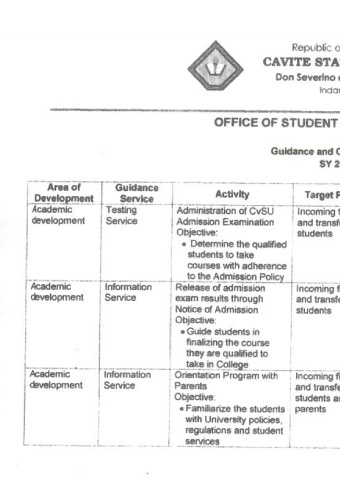 Republic o
CAVITE STA
Don Severino
Inda
OFFICE OF STUDENT
Guidance and C
SY 2
Area of Development
Guidance Service
Activity
Target P
Academic development
Testing Service
Administration of CvSU
Admission Examination
Objective:
• Determine the qualified
students to take
courses with adherence
to the Admission Policy
Incoming f
and transf
students
Academic development
Information Service
Release of admission
exam results through
Notice of Admission
Objective:
• Guide students in
finalizing the course
they are qualified to
take in College
Incoming f
and transfe
students
Academic development
Information Service
Orientation Program with
Parents
Objective:
• Familiarize the students
with University policies,
regulations and student
services
Incoming fi
and transfe
students a
parents